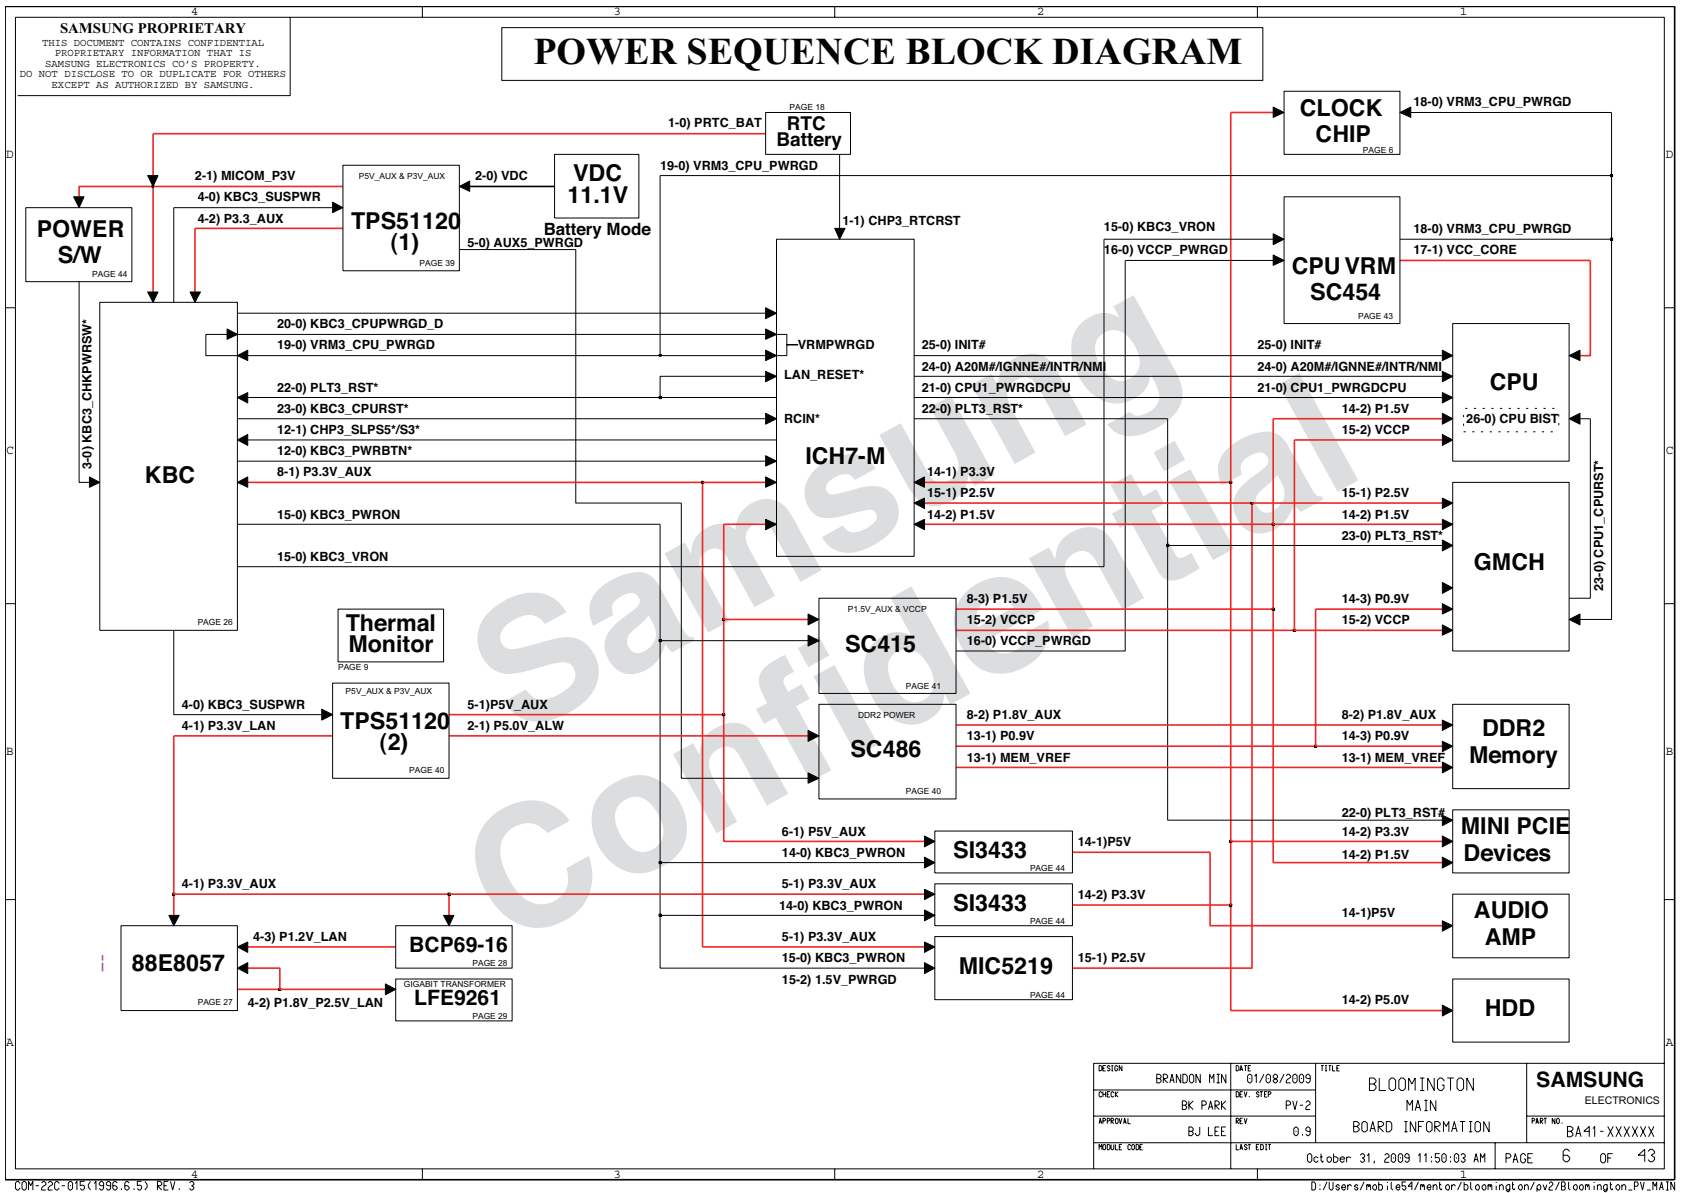 4 3 2 1
SAMSUNG PROPRIETARY
THIS DOCUMENT CONTAINS CONFIDENTIAL
PROPRIETARY INFORMATION THAT IS
SAMSUNG ELECTRONICS CO'S PROPERTY.
DO NOT DISCLOSE TO OR DUPLICATE FOR OTHERS
EXCEPT AS AUTHORIZED BY SAMSUNG.
POWER SEQUENCE BLOCK DIAGRAM
D
D
C
C
B
B
A
A
PAGE 18
RTC
Battery
1-0) PRTC_BAT
CLOCK
CHIP
PAGE 6
18-0) VRM3_CPU_PWRGD
19-0) VRM3_CPU_PWRGD
2-1) MICOM_P3V
4-0) KBC3_SUSPWR
4-2) P3.3_AUX
P5V_AUX & P3V_AUX
TPS51120
(1)
PAGE 39
2-0) VDC
VDC
11.1V
Battery Mode
5-0) AUX5_PWRGD
POWER
S/W
PAGE 44
1-1) CHP3_RTCRST
15-0) KBC3_VRON
16-0) VCCP_PWRGD
CPU VRM
SC454
PAGE 43
18-0) VRM3_CPU_PWRGD
17-1) VCC_CORE
3-0) KBC3_CHKPWRSW*
KBC
PAGE 26
20-0) KBC3_CPUPWRGD_D
19-0) VRM3_CPU_PWRGD
22-0) PLT3_RST*
23-0) KBC3_CPURST*
12-1) CHP3_SLPS5*/S3*
12-0) KBC3_PWRBTN*
8-1) P3.3V_AUX
15-0) KBC3_PWRON
15-0) KBC3_VRON
VRMPWRGD
LAN_RESET*
RCIN*
ICH7-M
25-0) INIT#
24-0) A20M#/IGNNE#/INTR/NMI
21-0) CPU1_PWRGDCPU
22-0) PLT3_RST*
14-1) P3.3V
15-1) P2.5V
14-2) P1.5V
25-0) INIT#
24-0) A20M#/IGNNE#/INTR/NMI
21-0) CPU1_PWRGDCPU
14-2) P1.5V
15-2) VCCP
CPU
26-0) CPU BIST
15-1) P2.5V
14-2) P1.5V
23-0) PLT3_RST*
14-3) P0.9V
15-2) VCCP
GMCH
23-0) CPU1_CPURST*
Thermal
Monitor
PAGE 9
P1.5V_AUX & VCCP
SC415
PAGE 41
8-3) P1.5V
15-2) VCCP
16-0) VCCP_PWRGD
4-0) KBC3_SUSPWR
4-1) P3.3V_LAN
P5V_AUX & P3V_AUX
TPS51120
(2)
PAGE 40
5-1)P5V_AUX
2-1) P5.0V_ALW
DDR2 POWER
SC486
PAGE 40
8-2) P1.8V_AUX
13-1) P0.9V
13-1) MEM_VREF
8-2) P1.8V_AUX
14-3) P0.9V
13-1) MEM_VREF
DDR2
Memory
22-0) PLT3_RST#
14-2) P3.3V
14-2) P1.5V
MINI PCIE
Devices
6-1) P5V_AUX
14-0) KBC3_PWRON
SI3433
PAGE 44
14-1)P5V
4-1) P3.3V_AUX
5-1) P3.3V_AUX
14-0) KBC3_PWRON
SI3433
PAGE 44
14-2) P3.3V
14-1)P5V
AUDIO
AMP
5-1) P3.3V_AUX
15-0) KBC3_PWRON
15-2) 1.5V_PWRGD
MIC5219
PAGE 44
15-1) P2.5V
88E8057
PAGE 27
4-3) P1.2V_LAN
BCP69-16
PAGE 28
4-2) P1.8V_P2.5V_LAN
GIGABIT TRANSFORMER
LFE9261
PAGE 29
14-2) P5.0V
HDD
Samsung
Confidential
DESIGN BRANDON MIN
DATE 01/08/2009
CHECK BK PARK
DEV. STEP PV-2
APPROVAL BJ LEE
REV 0.9
MODULE CODE
LAST EDIT October 31, 2009 11:50:03 AM
TITLE
BLOOMINGTON
MAIN
BOARD INFORMATION
SAMSUNG
ELECTRONICS
PART NO.
BA41-XXXXXX
PAGE 6 OF 43
4 3 2 1
COM-22C-015(1996.6.5) REV. 3
D:/Users/mobile54/mentor/bloomington/pv2/Bloomington_PV_MAIN